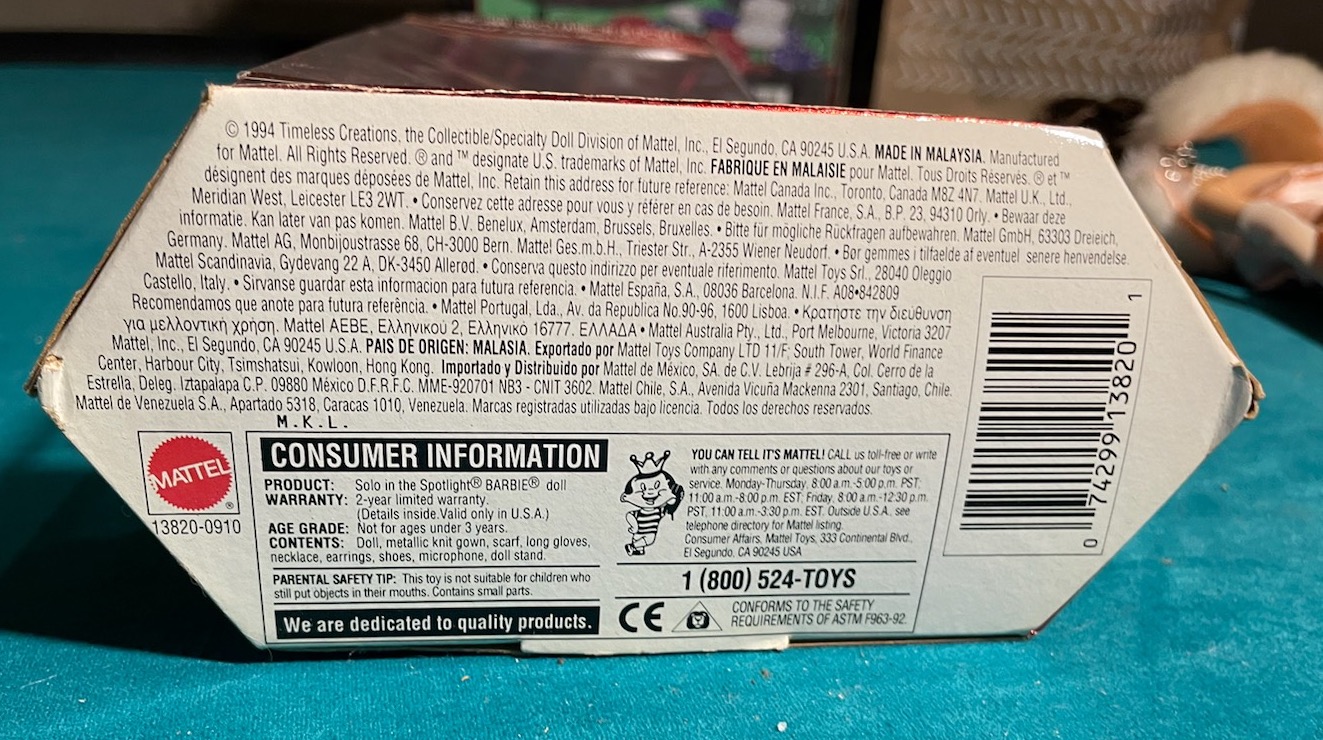 © 1994 Timeless Creations, the Collectible/Specialty Doll Division of Mattel, Inc., El Segundo, CA 90245 U.S.A. MADE IN MALAYSIA. Manufactured
for Mattel. All Rights Reserved. ® and ™ designate U.S. trademarks of Mattel, Inc. FABRIQUÉ EN MALAISIE pour Mattel. Tous Droits Réservés. ® et ™
désignent des marques déposées de Mattel, Inc. Retain this address for future reference: Mattel Canada Inc., Toronto, Canada M8Z 4N7. Mattel U.K., Ltd.,
Meridian West, Leicester LE3 2WT. • Conservez cette adresse pour vous y référer en cas de besoin. Mattel France, S.A., B.P. 23, 94310 Orly. • Bewaar deze
informatie. Kan later van pas komen. Mattel B.V. Benelux, Amsterdam, Brussels, Bruxelles. • Bitte für mögliche Rückfragen aufbewahren. Mattel GmbH, 63303 Dreieich,
Germany. Mattel AG, Monbijoustrasse 68, CH-3000 Bern. Mattel Ges.m.b.H., Triester Str., A-2355 Wiener Neudorf. • Bør gemmes i tilfaelde af eventuel senere henvendelse.
Mattel Scandinavia, Gydevang 22 A, DK-3450 Allerød. • Conserva questo indirizzo per eventuale riferimento. Mattel Toys Srl., 28040 Oleggio
Castello, Italy. • Sirvanse guardar esta informacion para futura referencia. • Mattel España, S.A., 08036 Barcelona. N.I.F. A08•842809
Recomendamos que anote para futura referência. • Mattel Portugal, Lda., Av. da Republica No.90-96, 1600 Lisboa. • Κρατήστε την διεύθυνση
για μελλοντική χρήση. Mattel AEBE, Ελληνικού 2, Ελληνικό 16777. ΕΛΛΑΔΑ • Mattel Australia Pty., Ltd., Port Melbourne, Victoria 3207
Mattel, Inc., El Segundo, CA 90245 U.S.A. PAIS DE ORIGEN: MALASIA. Exportado por Mattel Toys Company LTD 11/F; South Tower, World Finance
Center, Harbour City, Tsimshatsui, Kowloon, Hong Kong. Importado y Distribuido por Mattel de México, SA. de C.V. Lebrija # 296-A, Col. Cerro de la
Estrella, Deleg. Iztapalapa C.P. 09880 México D.F.R.F.C. MME-920701 NB3 - CNIT 3602. Mattel Chile, S.A., Avenida Vicuña Mackenna 2301, Santiago, Chile.
Mattel de Venezuela S.A., Apartado 5318, Caracas 1010, Venezuela. Marcas registradas utilizadas bajo licencia. Todos los derechos reservados.
M.K.L.
MATTEL ®
13820-0910
CONSUMER INFORMATION
PRODUCT: Solo in the Spotlight® BARBIE® doll
WARRANTY: 2-year limited warranty.
(Details inside.Valid only in U.S.A.)
AGE GRADE: Not for ages under 3 years.
CONTENTS: Doll, metallic knit gown, scarf, long gloves,
necklace, earrings, shoes, microphone, doll stand.
PARENTAL SAFETY TIP: This toy is not suitable for children who
still put objects in their mouths. Contains small parts.
We are dedicated to quality products.
YOU CAN TELL IT'S MATTEL! CALL us toll-free or write
with any comments or questions about our toys or
service. Monday-Thursday, 8:00 a.m.-5:00 p.m. PST;
11:00 a.m.-8:00 p.m. EST; Friday, 8:00 a.m.-12:30 p.m.
PST, 11:00 a.m.-3:30 p.m. EST. Outside U.S.A., see
telephone directory for Mattel listing.
Consumer Affairs, Mattel Toys, 333 Continental Blvd.,
El Segundo, CA 90245 USA
1 (800) 524-TOYS
CE
CONFORMS TO THE SAFETY
REQUIREMENTS OF ASTM F963-92.
0 74299 13820 1